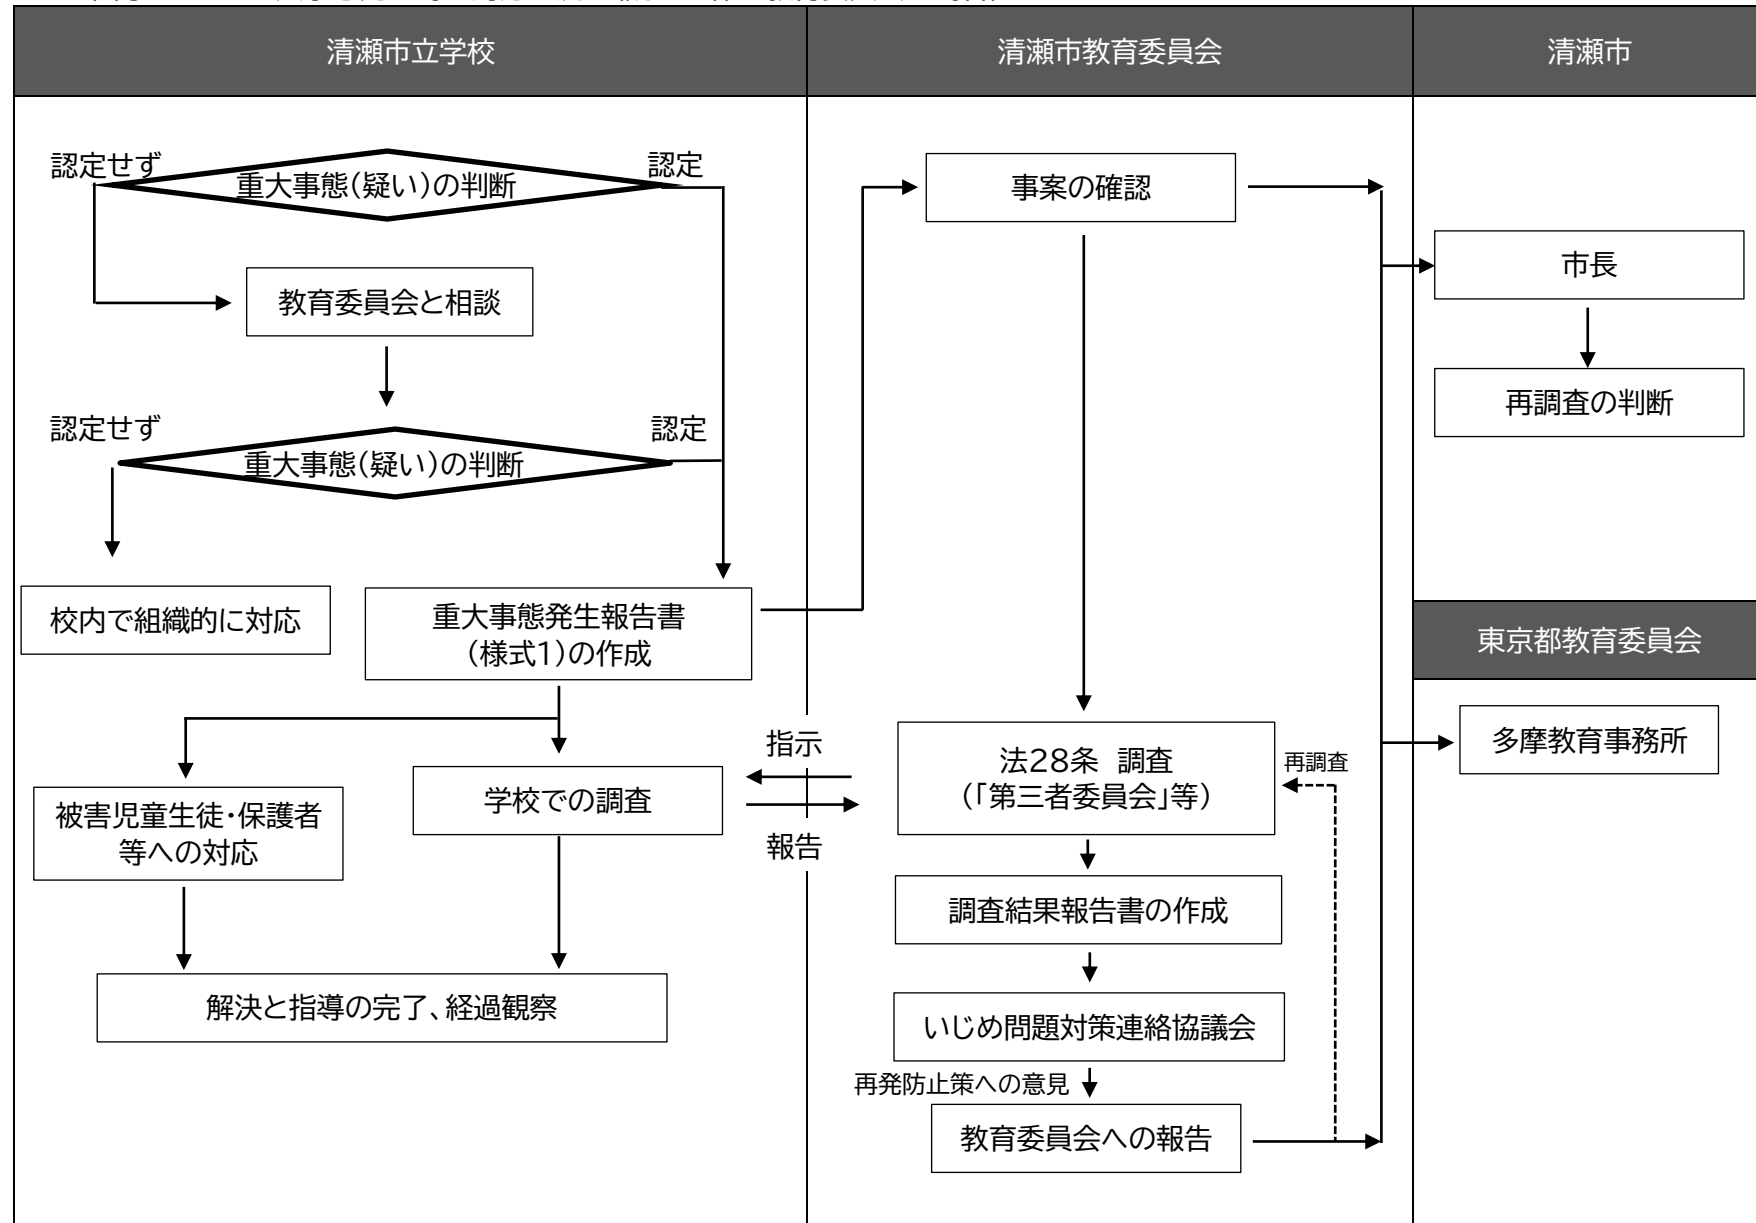 清瀬市立学校
清瀬市教育委員会
清瀬市
認定せず
認定
重大事態(疑い)の判断
教育委員会と相談
認定せず
認定
重大事態(疑い)の判断
校内で組織的に対応
重大事態発生報告書
(様式1)の作成
指示
学校での調査
報告
被害児童生徒・保護者
等への対応
解決と指導の完了、経過観察
事案の確認
法28条 調査
(「第三者委員会」等)
再調査
調査結果報告書の作成
いじめ問題対策連絡協議会
再発防止策への意見
教育委員会への報告
市長
再調査の判断
東京都教育委員会
多摩教育事務所